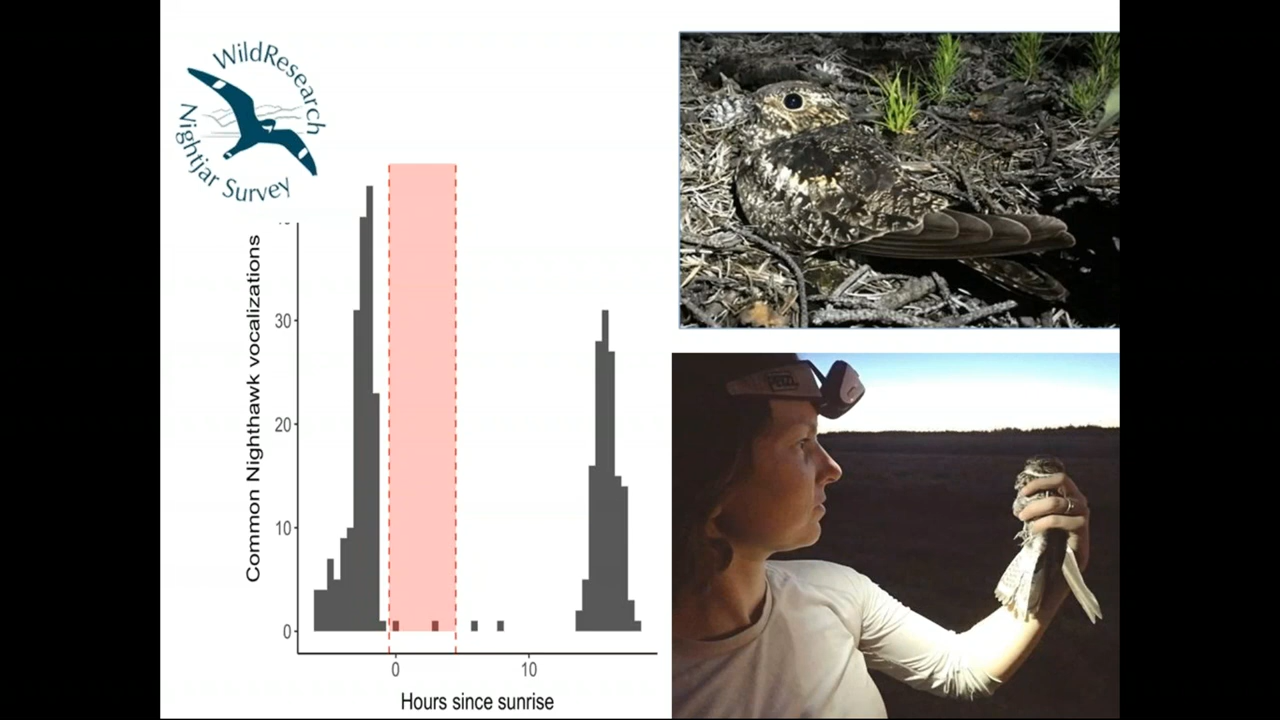 WildResearch
Nightjar Survey
Common Nighthawk vocalizations
30
20
10
0
0
10
Hours since sunrise
PETZL